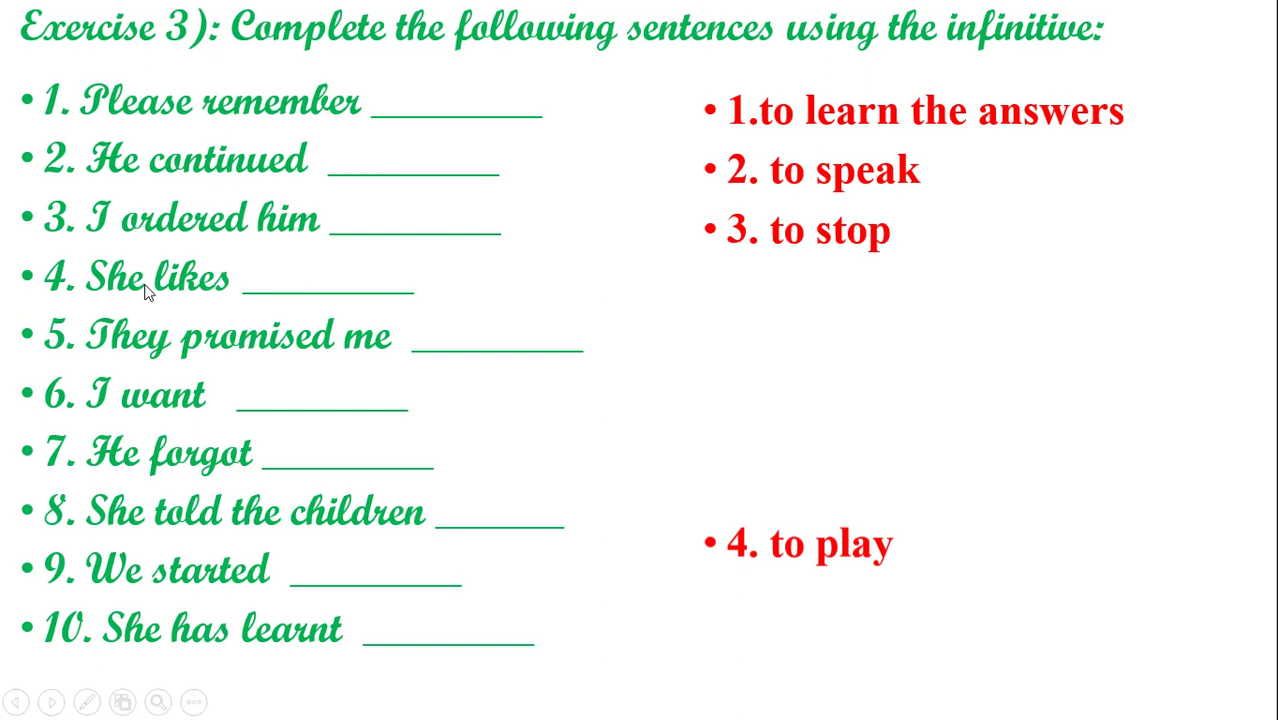 Exercise 3): Complete the following sentences using the infinitive:
• 1. Please remember __________
• 2. He continued __________
• 3. I ordered him __________
• 4. She likes __________
• 5. They promised me __________
• 6. I want __________
• 7. He forgot __________
• 8. She told the children ________
• 9. We started __________
• 10. She has learnt __________
• 1.to learn the answers
• 2. to speak
• 3. to stop
• 4. to play